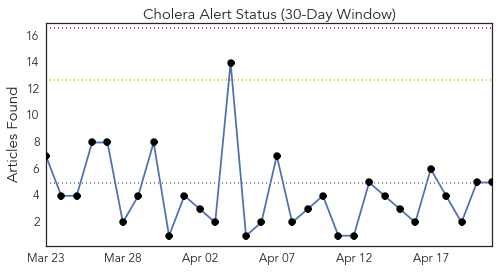 Cholera Alert Status (30-Day Window)
Articles Found
16
14
12
10
8
6
4
2
Mar 23 Mar 28 Apr 02 Apr 07 Apr 12 Apr 17